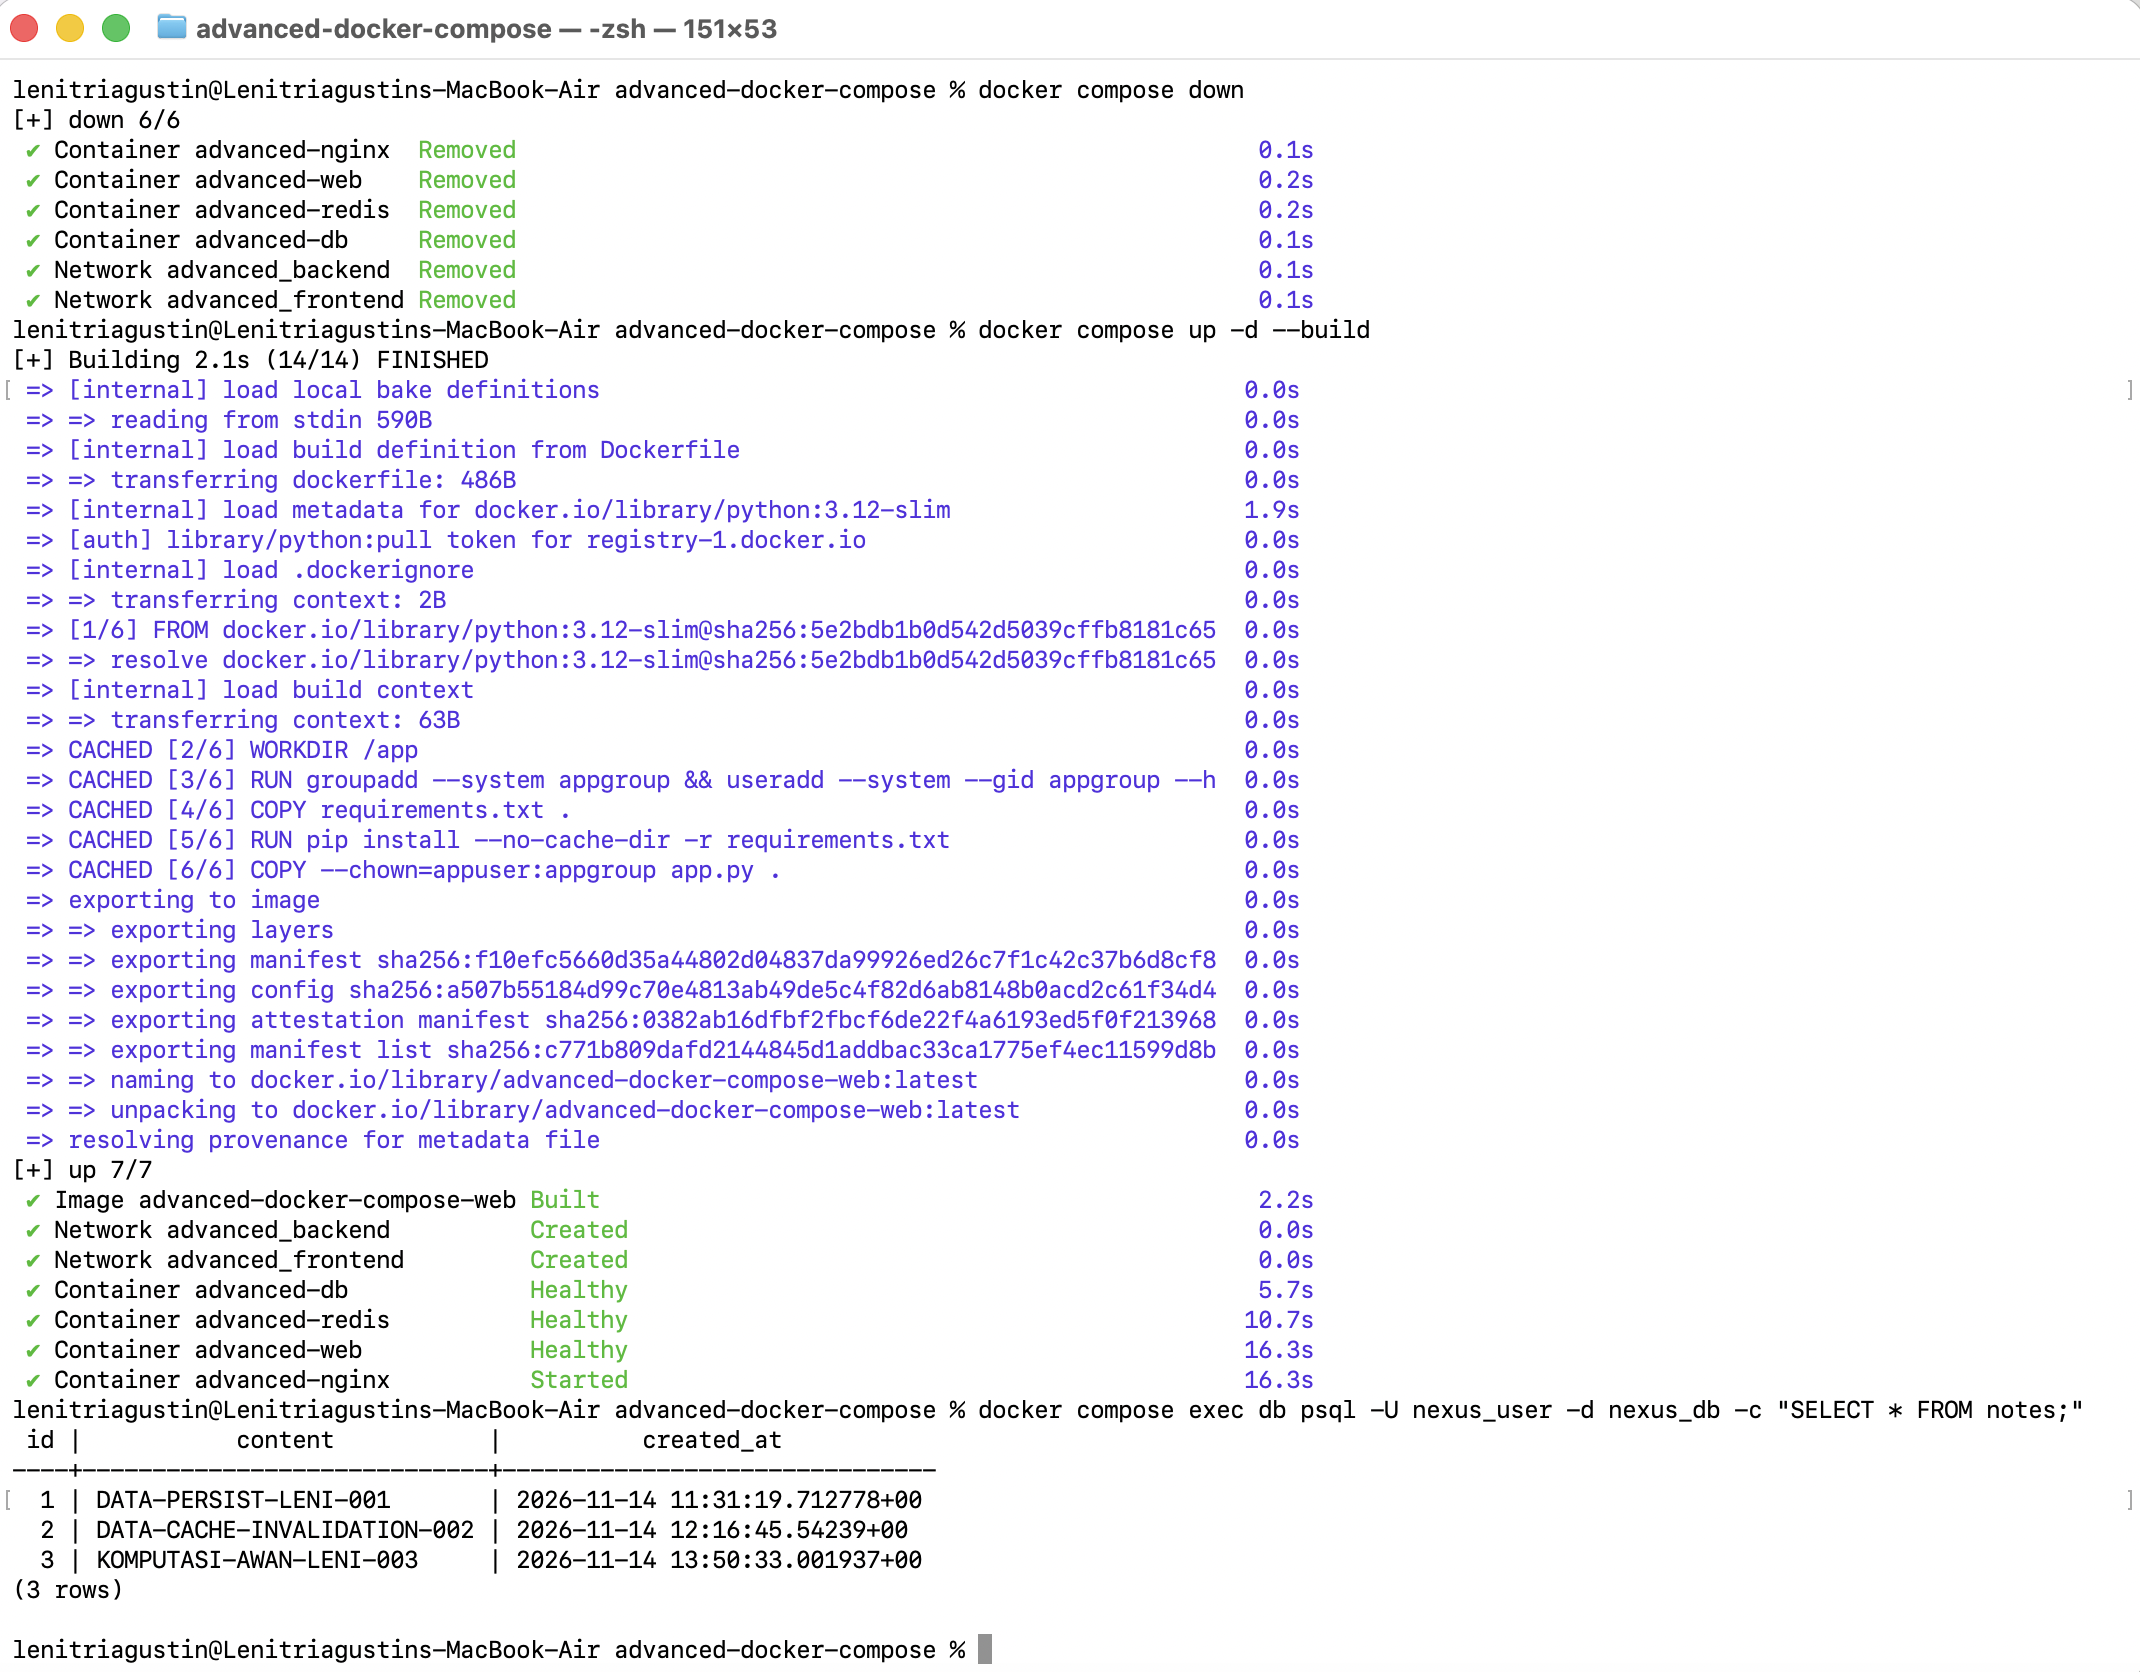 advanced-docker-compose — -zsh — 151×53
lenitriagustin@Lenitriagustins-MacBook-Air advanced-docker-compose % docker compose down
[+] down 6/6
✔ Container advanced-nginx  Removed  0.1s
✔ Container advanced-web  Removed  0.2s
✔ Container advanced-redis  Removed  0.2s
✔ Container advanced-db  Removed  0.1s
✔ Network advanced_backend  Removed  0.1s
✔ Network advanced_frontend Removed  0.1s
lenitriagustin@Lenitriagustins-MacBook-Air advanced-docker-compose % docker compose up -d --build
[+] Building 2.1s (14/14) FINISHED
[ => [internal] load local bake definitions  0.0s ]
=> => reading from stdin 590B  0.0s
=> [internal] load build definition from Dockerfile  0.0s
=> => transferring dockerfile: 486B  0.0s
=> [internal] load metadata for docker.io/library/python:3.12-slim  1.9s
=> [auth] library/python:pull token for registry-1.docker.io  0.0s
=> [internal] load .dockerignore  0.0s
=> => transferring context: 2B  0.0s
=> [1/6] FROM docker.io/library/python:3.12-slim@sha256:5e2bdb1b0d542d5039cffb8181c65  0.0s
=> => resolve docker.io/library/python:3.12-slim@sha256:5e2bdb1b0d542d5039cffb8181c65  0.0s
=> [internal] load build context  0.0s
=> => transferring context: 63B  0.0s
=> CACHED [2/6] WORKDIR /app  0.0s
=> CACHED [3/6] RUN groupadd --system appgroup && useradd --system --gid appgroup --h  0.0s
=> CACHED [4/6] COPY requirements.txt .  0.0s
=> CACHED [5/6] RUN pip install --no-cache-dir -r requirements.txt  0.0s
=> CACHED [6/6] COPY --chown=appuser:appgroup app.py .  0.0s
=> exporting to image  0.0s
=> => exporting layers  0.0s
=> => exporting manifest sha256:f10efc5660d35a44802d04837da99926ed26c7f1c42c37b6d8cf8  0.0s
=> => exporting config sha256:a507b55184d99c70e4813ab49de5c4f82d6ab8148b0acd2c61f34d4  0.0s
=> => exporting attestation manifest sha256:0382ab16dfbf2fbcf6de22f4a6193ed5f0f213968  0.0s
=> => exporting manifest list sha256:c771b809dafd2144845d1addbac33ca1775ef4ec11599d8b  0.0s
=> => naming to docker.io/library/advanced-docker-compose-web:latest  0.0s
=> => unpacking to docker.io/library/advanced-docker-compose-web:latest  0.0s
=> resolving provenance for metadata file  0.0s
[+] up 7/7
✔ Image advanced-docker-compose-web Built  2.2s
✔ Network advanced_backend  Created  0.0s
✔ Network advanced_frontend  Created  0.0s
✔ Container advanced-db  Healthy  5.7s
✔ Container advanced-redis  Healthy  10.7s
✔ Container advanced-web  Healthy  16.3s
✔ Container advanced-nginx  Started  16.3s
lenitriagustin@Lenitriagustins-MacBook-Air advanced-docker-compose % docker compose exec db psql -U nexus_user -d nexus_db -c "SELECT * FROM notes;"
id |           content           |          created_at
----+-----------------------------+-------------------------------
[  1 | DATA-PERSIST-LENI-001       | 2026-11-14 11:31:19.712778+00 ]
2 | DATA-CACHE-INVALIDATION-002 | 2026-11-14 12:16:45.54239+00
3 | KOMPUTASI-AWAN-LENI-003     | 2026-11-14 13:50:33.001937+00
(3 rows)
lenitriagustin@Lenitriagustins-MacBook-Air advanced-docker-compose %